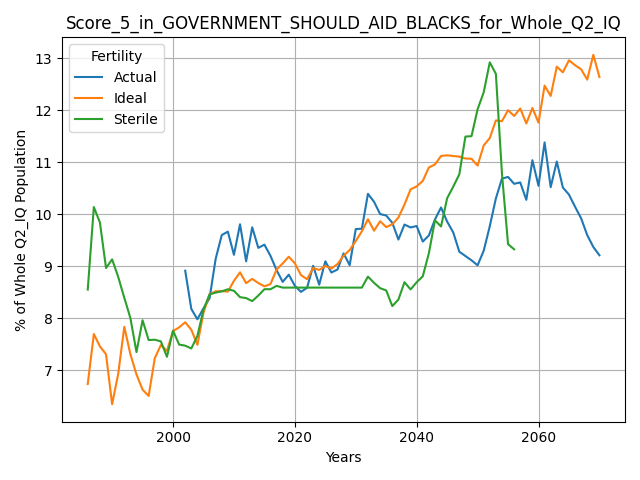 Score_5_in_GOVERNMENT_SHOULD_AID_BLACKS_for_Whole_Q2_IQ
Fertility
Actual
Ideal
Sterile
% of Whole Q2_IQ Population
13
12
11
10
9
8
7
2000 2020 2040 2060
Years